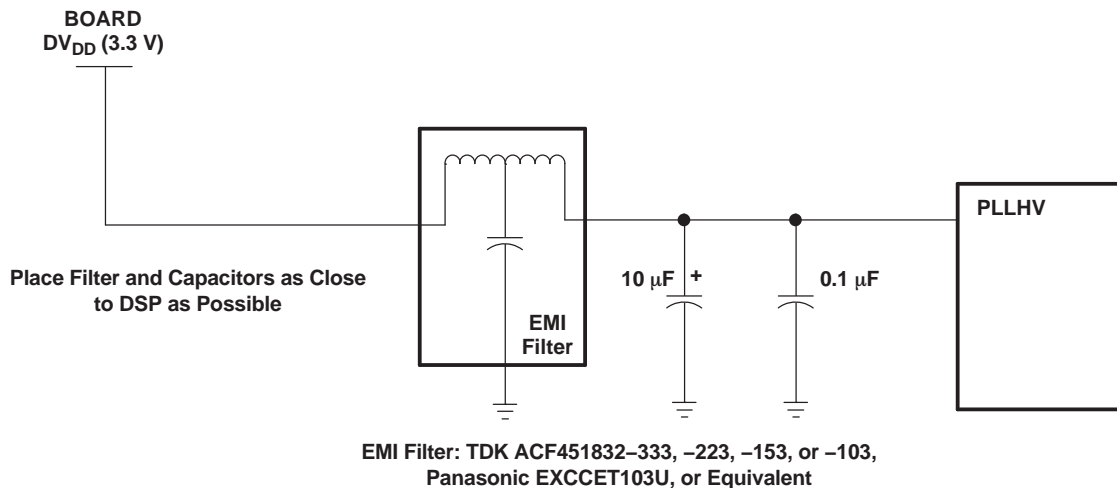 BOARD
DVDD (3.3 V)
PLLHV
Place Filter and Capacitors as Close
to DSP as Possible
10 μF +
0.1 μF
EMI
Filter
EMI Filter: TDK ACF451832–333, –223, –153, or –103,
Panasonic EXCCET103U, or Equivalent